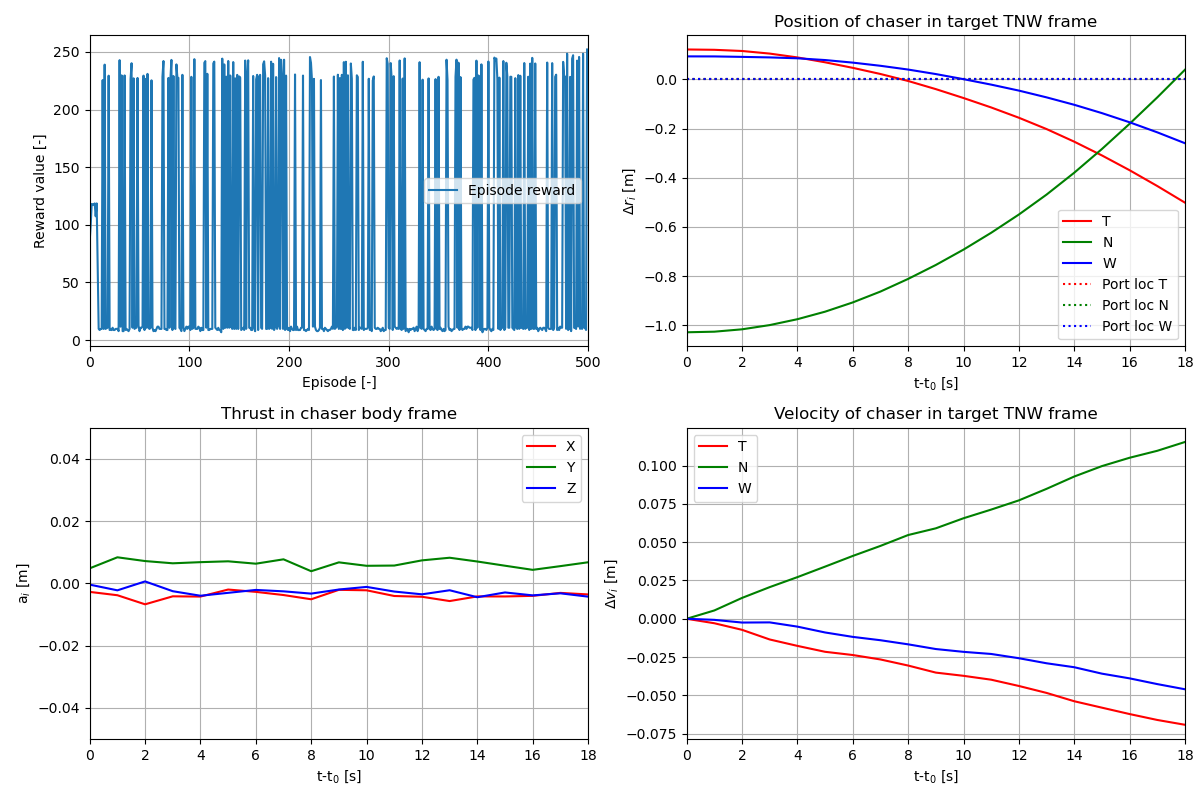 Reward value [-]
250
200
150
100
50
0
Episode reward
0
100
200
300
400
500
Episode [-]
Position of chaser in target TNW frame
Δr_i [m]
0.0
−0.2
−0.4
−0.6
−0.8
−1.0
T
N
W
Port loc T
Port loc N
Port loc W
0
2
4
6
8
10
12
14
16
18
t-t_0 [s]
Thrust in chaser body frame
a_i [m]
0.04
0.02
0.00
−0.02
−0.04
X
Y
Z
0
2
4
6
8
10
12
14
16
18
t-t_0 [s]
Velocity of chaser in target TNW frame
Δv_i [m]
0.100
0.075
0.050
0.025
0.000
−0.025
−0.050
−0.075
T
N
W
0
2
4
6
8
10
12
14
16
18
t-t_0 [s]